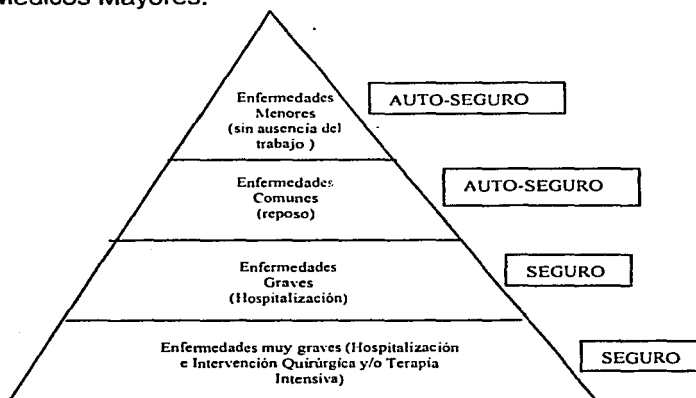 Médicos Mayores.
Enfermedades
Menores
(sin ausencia del
trabajo )
AUTO-SEGURO
Enfermedades
Comunes
(reposo)
AUTO-SEGURO
Enfermedades
Graves
(Hospitalización)
SEGURO
Enfermedades muy graves (Hospitalización
e Intervención Quirúrgica y/o Terapia
Intensiva)
SEGURO